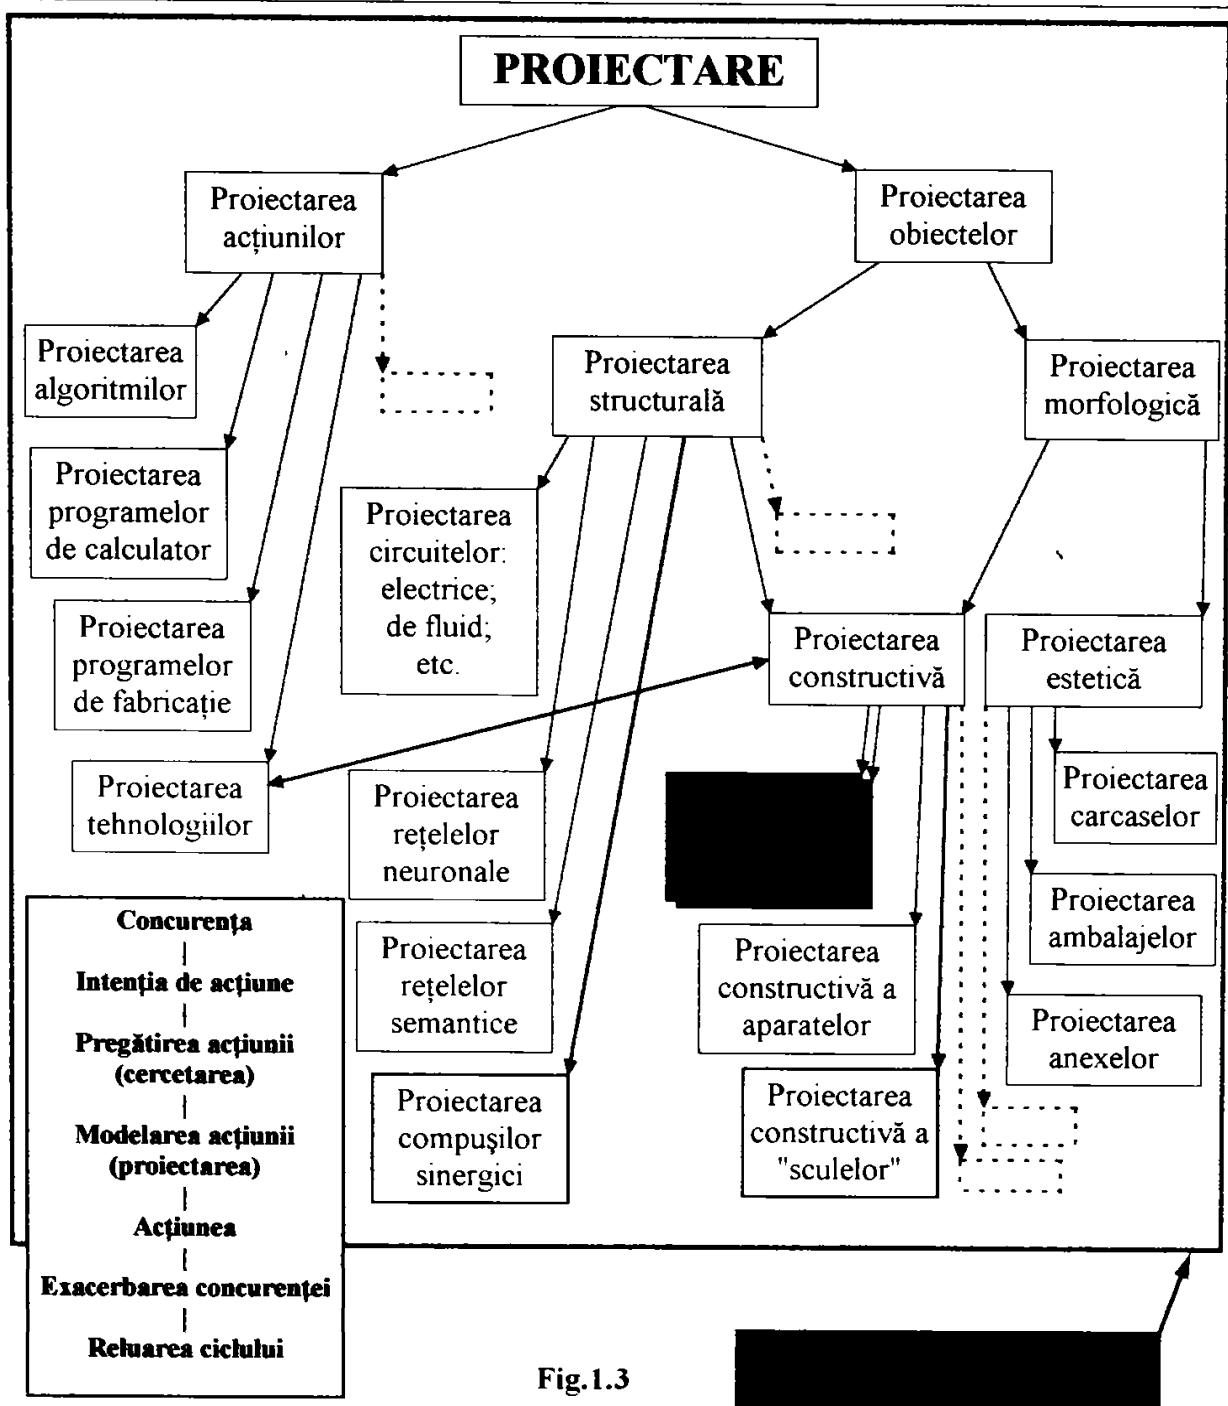 PROIECTARE
Proiectarea
acțiunilor
Proiectarea
obiectelor
Proiectarea
algoritmilor
Proiectarea
structurală
Proiectarea
morfologică
Proiectarea
programelor
de calculator
Proiectarea
circuitelor:
electrice;
de fluid;
etc.
Proiectarea
programelor
de fabricație
Proiectarea
constructivă
Proiectarea
estetică
Proiectarea
tehnologiilor
Proiectarea
rețelelor
neuronale
Proiectarea
carcaselor
Proiectarea
ambalajelor
Proiectarea
rețelelor
semantice
Proiectarea
constructivă a
aparatelor
Proiectarea
anexelor
Proiectarea
compușilor
sinergici
Proiectarea
constructivă a
"sculelor"
Concurența
Intenția de acțiune
Pregătirea acțiunii
(cercetarea)
Modelarea acțiunii
(proiectarea)
Acțiunea
Exacerbarea concurenței
Reluarea ciclului
Fig.1.3